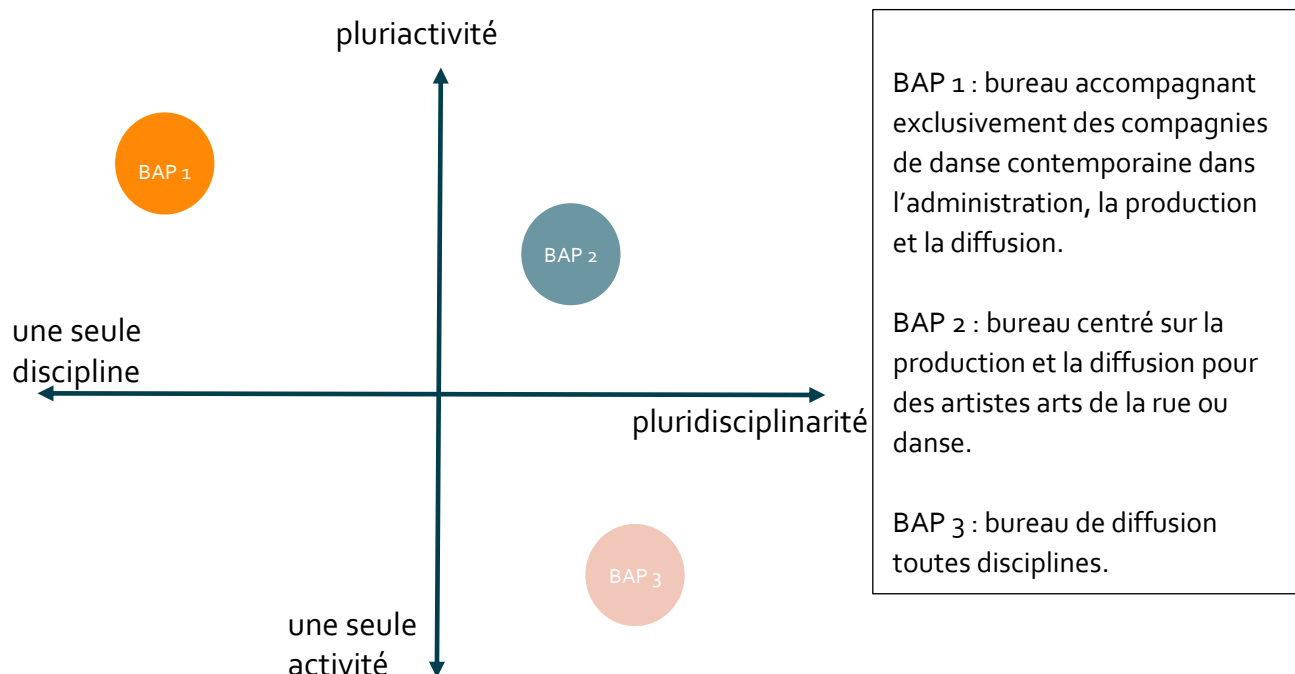 pluriactivité
BAP 1
BAP 2
une seule
discipline
pluridisciplinarité
BAP 3
une seule
activité
BAP 1 : bureau accompagnant
exclusivement des compagnies
de danse contemporaine dans
l'administration, la production
et la diffusion.
BAP 2 : bureau centré sur la
production et la diffusion pour
des artistes arts de la rue ou
danse.
BAP 3 : bureau de diffusion
toutes disciplines.